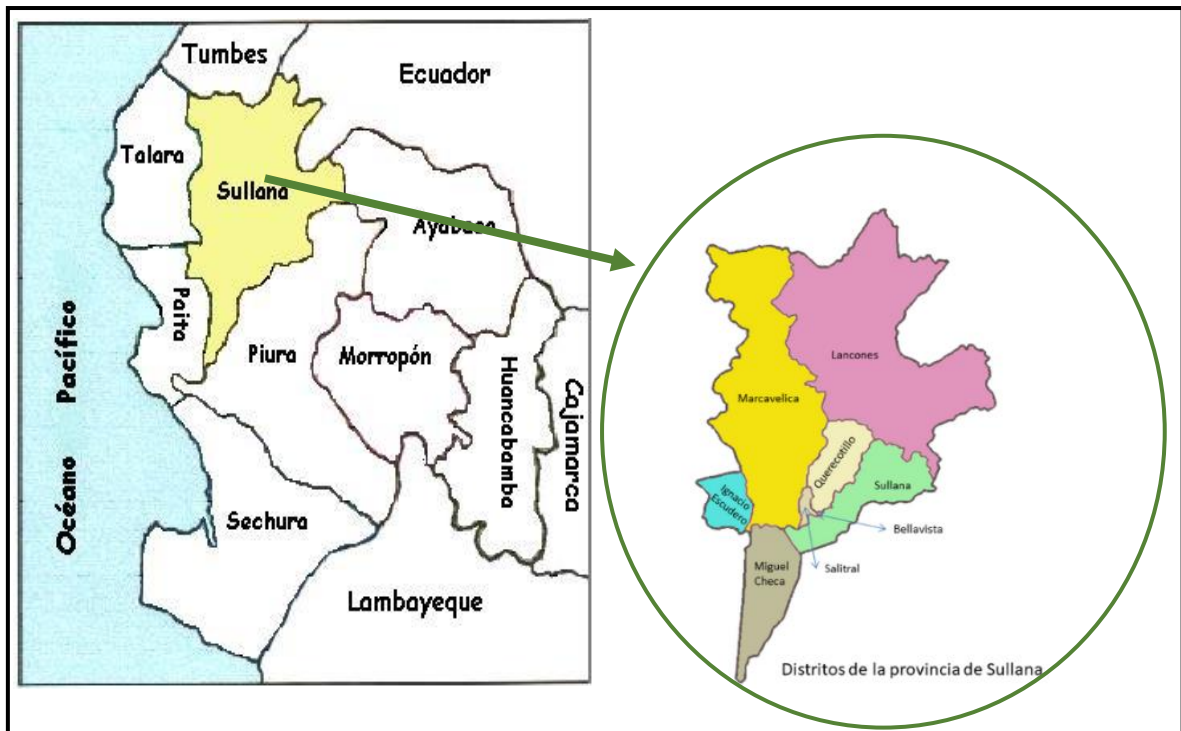 Tumbes
Ecuador
Talara
Sullana
Ayabaca
Paita
Piura
Morropón
Huancabamba
Cajamarca
Océano Pacífico
Sechura
Lambayeque
Lancones
Marcavelica
Querecotillo
Sullana
Ignacio
Escudero
Bellavista
Salitral
Miguel
Checa
Distritos de la provincia de Sullana